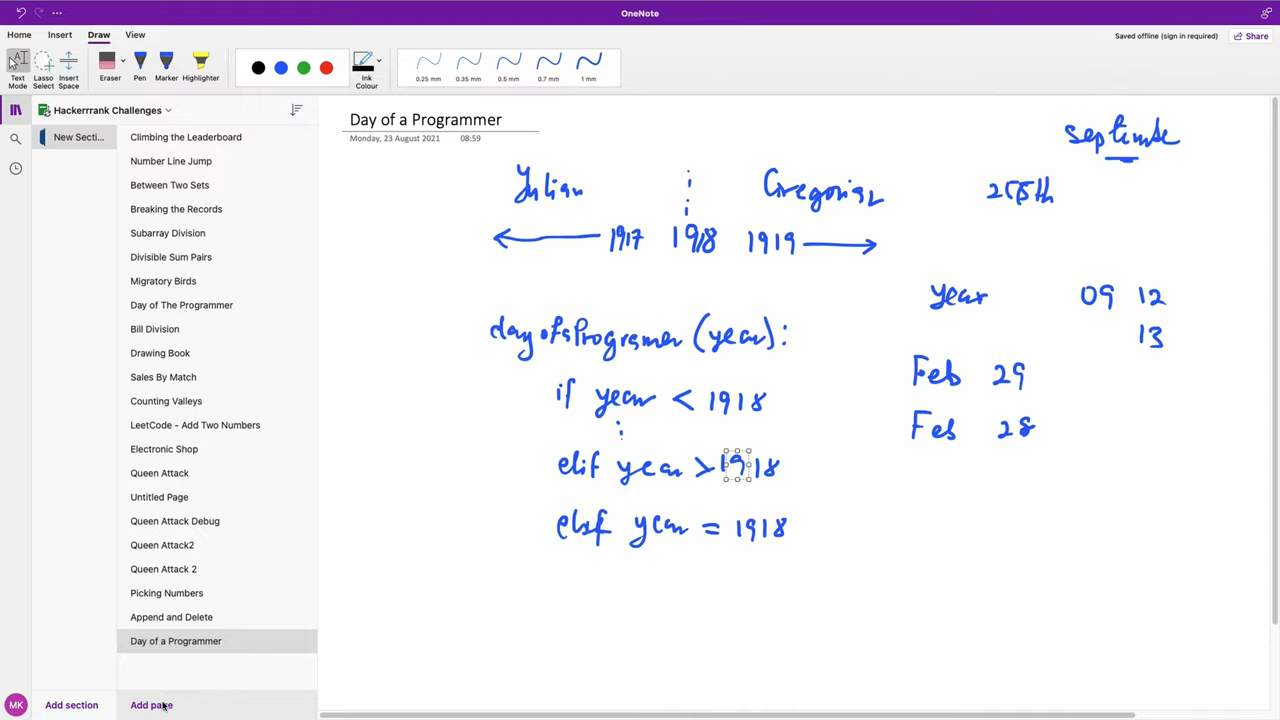 OneNote
Home Insert Draw View
Saved offline (sign in required) Share
Text Mode
Lasso Select
Insert Space
Eraser
Pen
Marker
Highlighter
Ink Colour
0.25 mm 0.35 mm 0.5 mm 0.7 mm 1 mm
Hackerrrank Challenges
New Secti...
Climbing the Leaderboard
Number Line Jump
Between Two Sets
Breaking the Records
Subarray Division
Divisible Sum Pairs
Migratory Birds
Day of The Programmer
Bill Division
Drawing Book
Sales By Match
Counting Valleys
LeetCode - Add Two Numbers
Electronic Shop
Queen Attack
Untitled Page
Queen Attack Debug
Queen Attack2
Queen Attack 2
Picking Numbers
Append and Delete
Day of a Programmer
MK
Add section
Add page
Day of a Programmer
Monday, 23 August 2021 08:59
septembe
Julian Gregorian
1917 1918 1919
year 09 12
13
dayofaProgramer (year):
Feb 29
if year < 1918
Feb 28
elif year > 1918
elif year = 1918